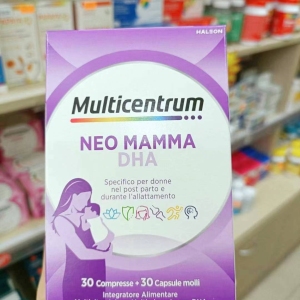 HALEON
Multicentrum
NEO MAMMA
DHA
Specifico per donne
nel post parto e
durante l'allattamento
30 Compresse + 30 Capsule molli
Integratore Alimentare